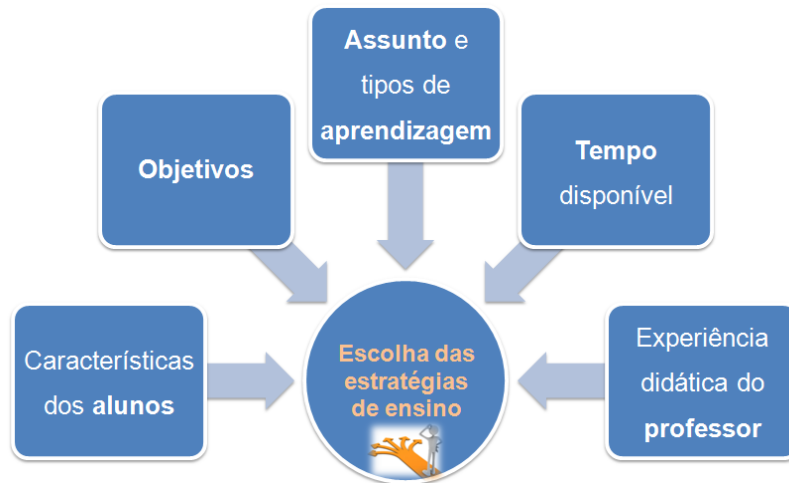 Características
dos alunos
Objetivos
Assunto e
tipos de
aprendizagem
Tempo
disponível
Experiência
didática do
professor
Escolha das
estratégias
de ensino